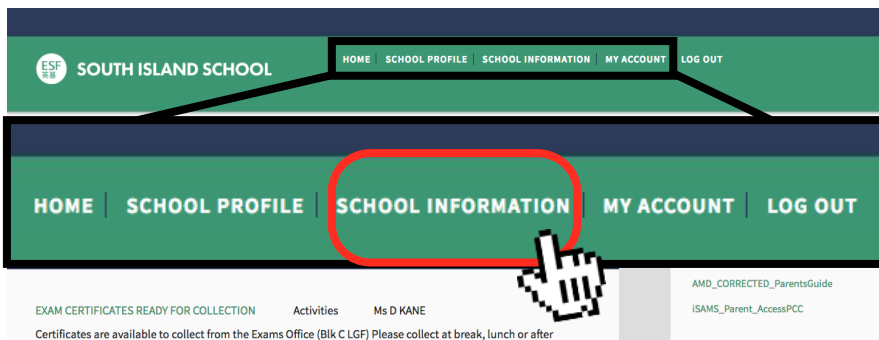 ESF
英基
SOUTH ISLAND SCHOOL
HOME SCHOOL PROFILE SCHOOL INFORMATION MY ACCOUNT LOG OUT
HOME SCHOOL PROFILE SCHOOL INFORMATION MY ACCOUNT LOG OUT
EXAM CERTIFICATES READY FOR COLLECTION Activities Ms D KANE
Certificates are available to collect from the Exams Office (Blk C LGF) Please collect at break, lunch or after
AMD_CORRECTED_ParentsGuide
iSAMS_Parent_AccessPCC